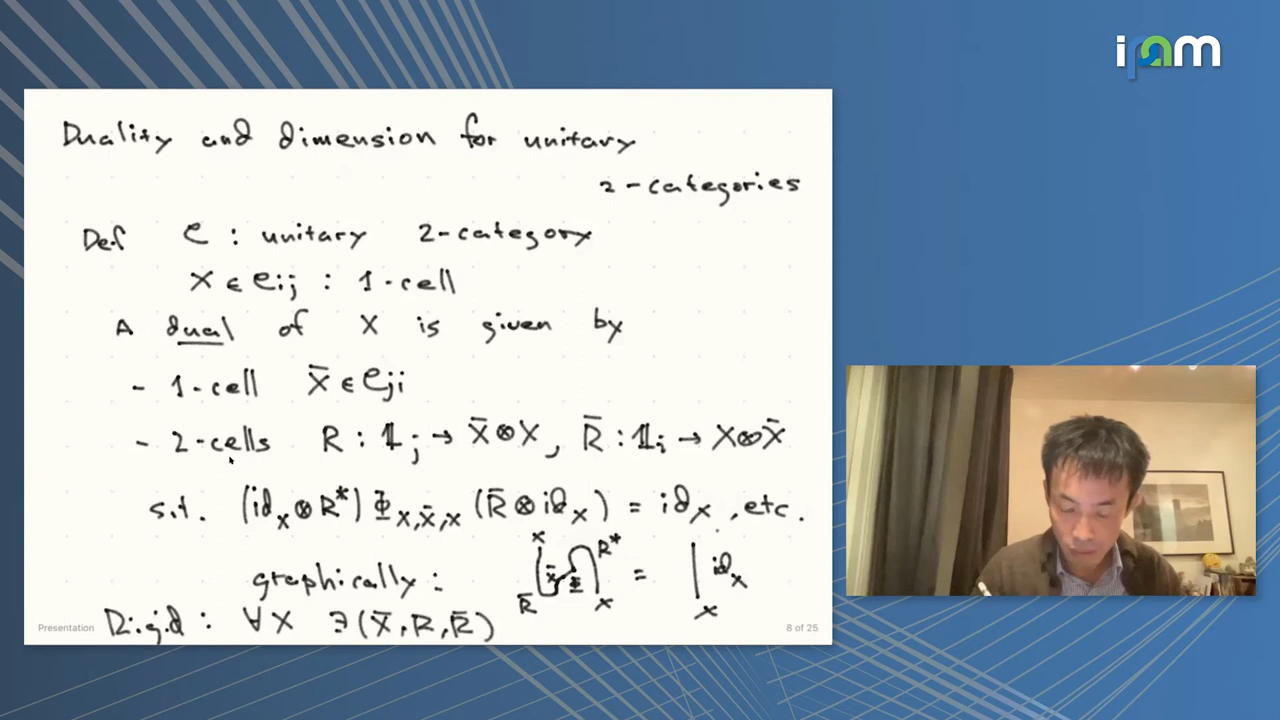 ipam
Duality and dimension for unitary
2-categories
Def C : unitary 2-category
X ∈ C_ij : 1-cell
A dual of X is given by
- 1-cell X̄ ∈ C_ji
- 2-cells R : 𝟙_j → X̄ ⊗ X, R̄ : 𝟙_i → X ⊗ X̄
s.t. (id_X ⊗ R*) Φ_X,X̄,X (R̄ ⊗ id_X) = id_X, etc.
graphically : X R̄ X̄ Φ R* X = id_X X
Rigid : ∀X ∃(X̄, R, R̄)
Presentation
8 of 25